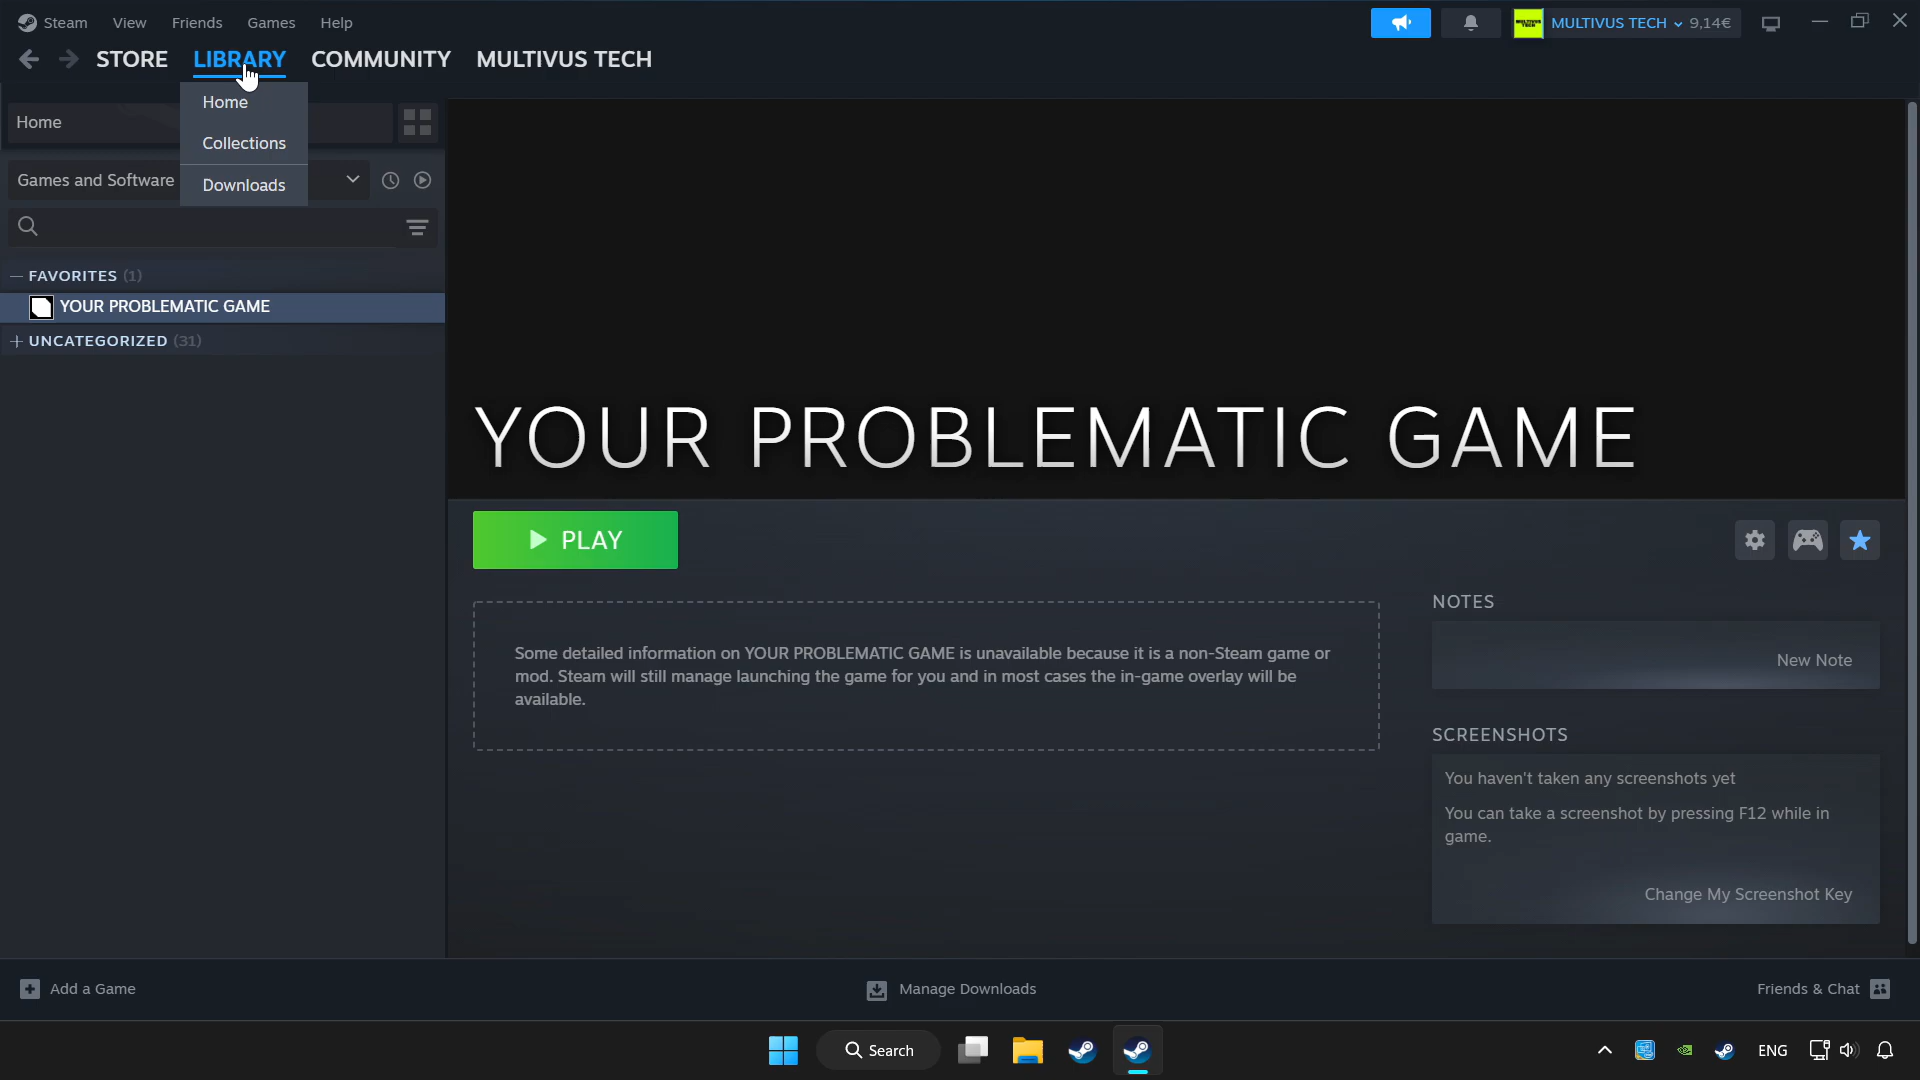 Steam View Friends Games Help
MULTIVUS TECH 9,14€
STORE LIBRARY COMMUNITY MULTIVUS TECH
Home
Collections
Downloads
Home
Games and Software
FAVORITES (1)
YOUR PROBLEMATIC GAME
UNCATEGORIZED (31)
YOUR PROBLEMATIC GAME
PLAY
Some detailed information on YOUR PROBLEMATIC GAME is unavailable because it is a non-Steam game or
mod. Steam will still manage launching the game for you and in most cases the in-game overlay will be
available.
NOTES
New Note
SCREENSHOTS
You haven't taken any screenshots yet
You can take a screenshot by pressing F12 while in
game.
Change My Screenshot Key
Add a Game
Manage Downloads
Friends & Chat
Search
ENG